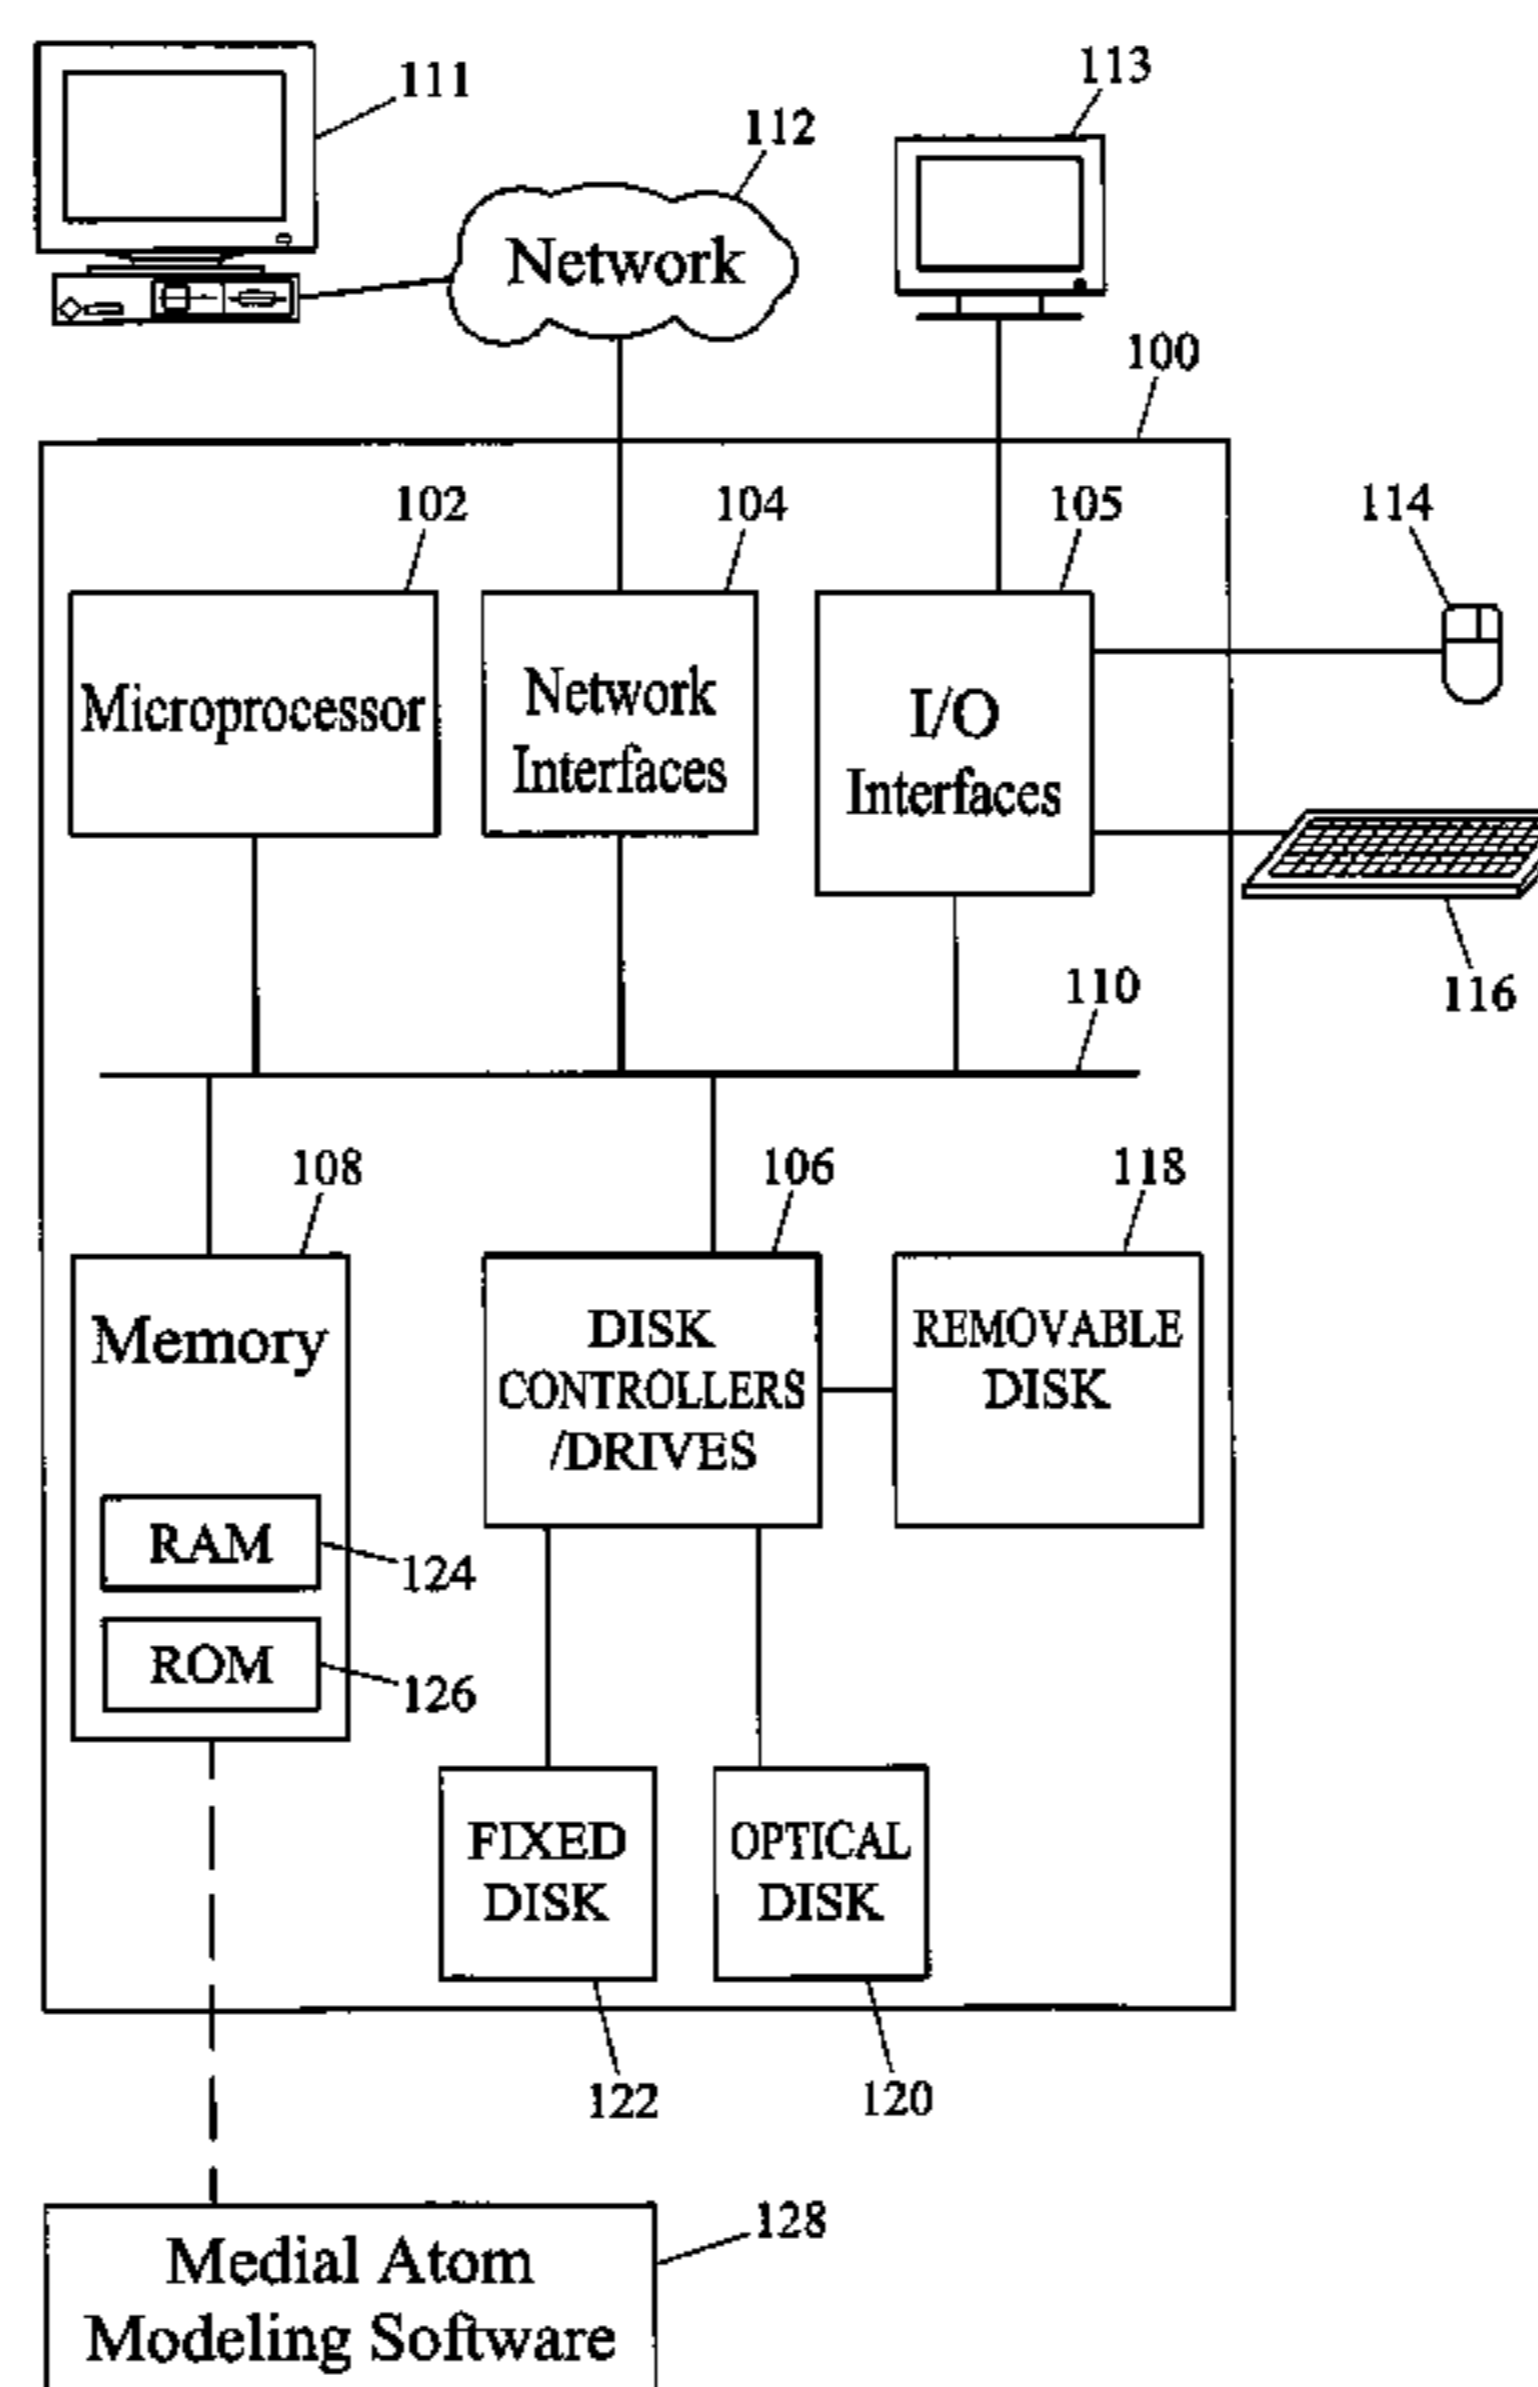 111
113
112
Network
100
102
104
105
114
Microprocessor
Network
Interfaces
I/O
Interfaces
116
110
108
106
118
Memory
DISK
CONTROLLERS
/DRIVES
REMOVABLE
DISK
RAM
124
ROM
126
FIXED
DISK
OPTICAL
DISK
122
120
128
Medial Atom
Modeling Software